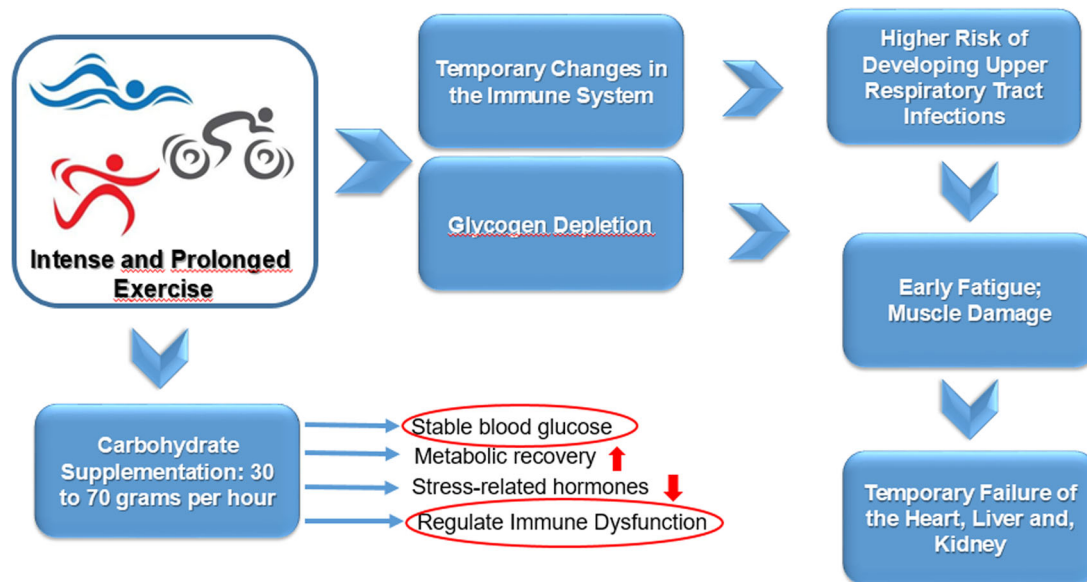 Intense and Prolonged
Exercise
Temporary Changes in
the Immune System
Higher Risk of
Developing Upper
Respiratory Tract
Infections
Glycogen Depletion
Early Fatigue;
Muscle Damage
Temporary Failure of
the Heart, Liver and,
Kidney
Carbohydrate
Supplementation: 30
to 70 grams per hour
Stable blood glucose
Metabolic recovery
Stress-related hormones
Regulate Immune Dysfunction